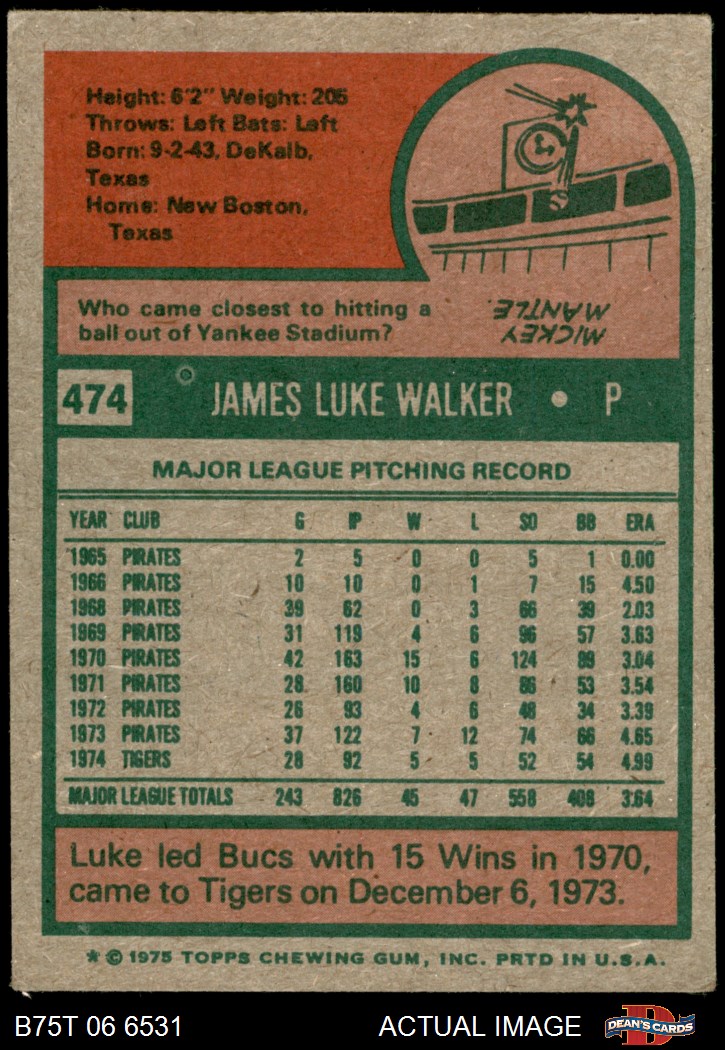 Height: 6'2" Weight: 205
Throws: Left Bats: Left
Born: 9-2-43, DeKalb,
Texas
Home: New Boston,
Texas
Who came closest to hitting a
ball out of Yankee Stadium?
MICKEY
MANTLE.
474 JAMES LUKE WALKER • P
MAJOR LEAGUE PITCHING RECORD
YEAR CLUB G IP W L SO BB ERA
1965 PIRATES 2 5 0 0 5 1 0.00
1966 PIRATES 10 10 0 1 7 15 4.50
1968 PIRATES 39 62 0 3 66 39 2.03
1969 PIRATES 31 119 4 6 96 57 3.63
1970 PIRATES 42 163 15 6 124 89 3.04
1971 PIRATES 28 160 10 8 86 53 3.54
1972 PIRATES 26 93 4 6 48 34 3.39
1973 PIRATES 37 122 7 12 74 66 4.65
1974 TIGERS 28 92 5 5 52 54 4.99
MAJOR LEAGUE TOTALS 243 826 45 47 558 408 3.64
Luke led Bucs with 15 Wins in 1970,
came to Tigers on December 6, 1973.
* © 1975 TOPPS CHEWING GUM, INC. PRTD IN U.S.A.
B75T 06 6531 ACTUAL IMAGE
D
DEAN'S CARDS